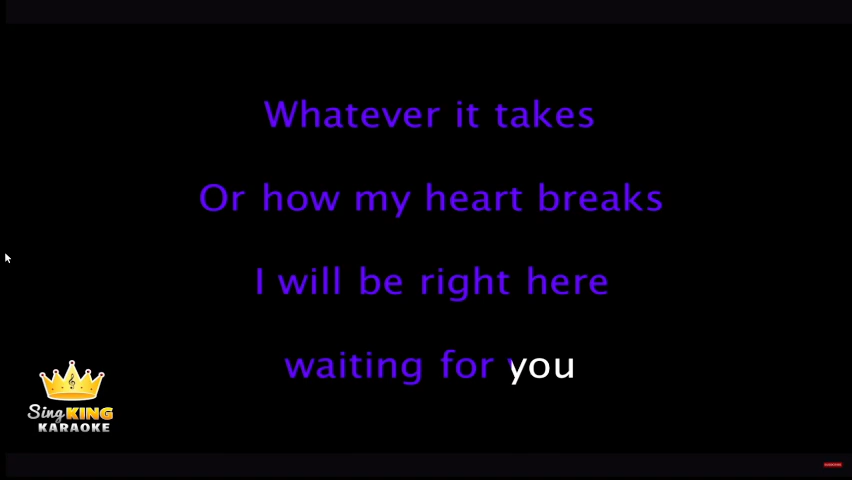 Whatever it takes
Or how my heart breaks
I will be right here
waiting for you
Sing KING
KARAOKE